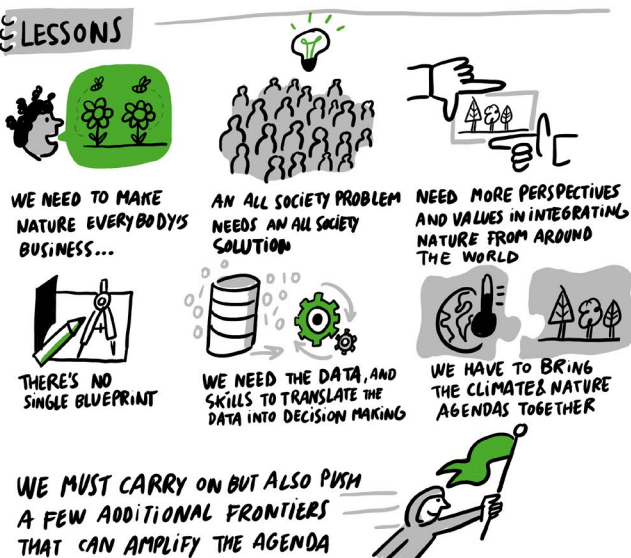 LESSONS
WE NEED TO MAKE
NATURE EVERYBODY'S
BUSINESS...
AN ALL SOCIETY PROBLEM
NEEDS AN ALL SOCIETY
SOLUTION
NEED MORE PERSPECTIVES
AND VALUES IN INTEGRATING
NATURE FROM AROUND
THE WORLD
THERE'S NO
SINGLE BLUEPRINT
WE NEED THE DATA, AND
SKILLS TO TRANSLATE THE
DATA INTO DECISION MAKING
WE HAVE TO BRING
THE CLIMATE & NATURE
AGENDAS TOGETHER
WE MUST CARRY ON BUT ALSO PUSH
A FEW ADDITIONAL FRONTIERS
THAT CAN AMPLIFY THE AGENDA